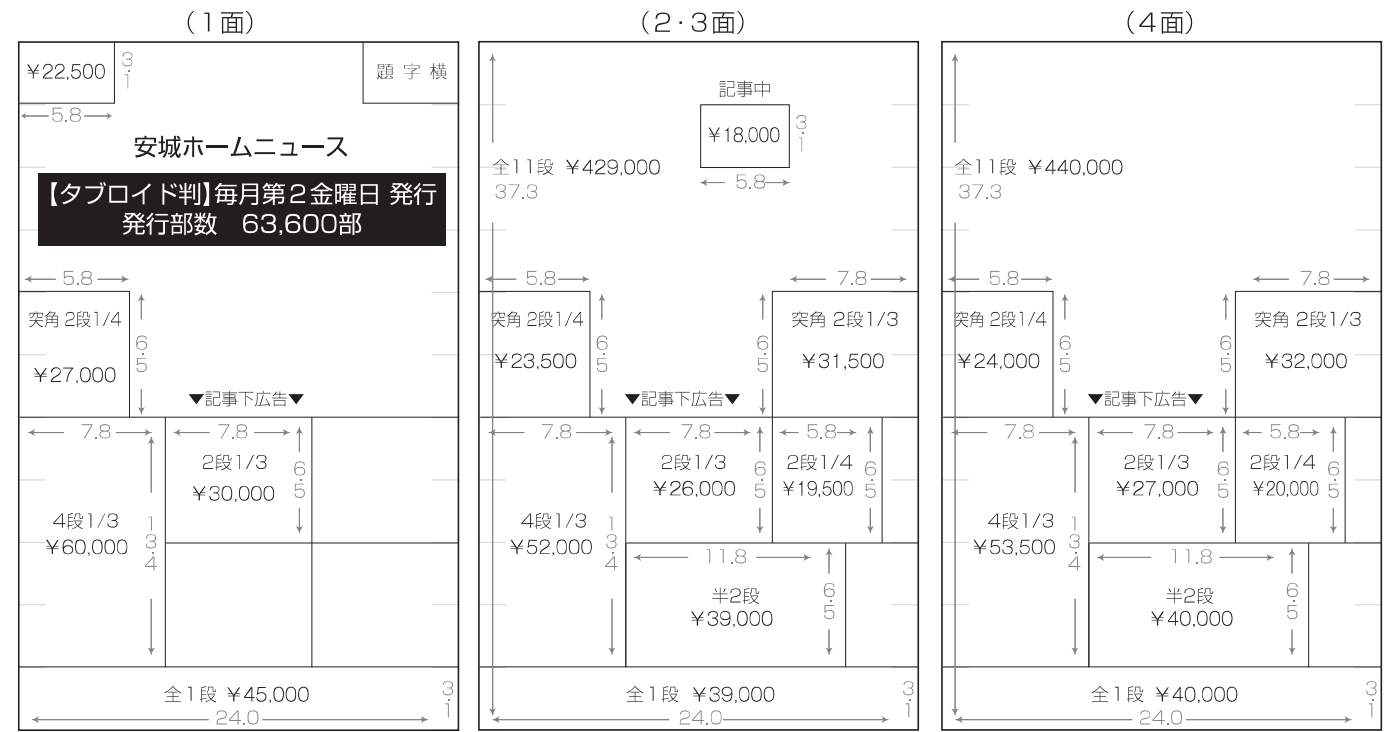 (1面)
¥22,500
3.1
5.8
題字横
安城ホームニュース
【タブロイド判】毎月第2金曜日 発行
発行部数 63,600部
5.8
突角 2段1/4
¥27,000
6.5
▼記事下広告▼
7.8
4段1/3
¥60,000
13.4
7.8
2段1/3
¥30,000
6.5
全1段 ¥45,000
24.0
3.1
(2・3面)
記事中
¥18,000
3.1
5.8
全11段 ¥429,000
37.3
5.8
突角 2段1/4
¥23,500
6.5
7.8
突角 2段1/3
¥31,500
6.5
▼記事下広告▼
7.8
4段1/3
¥52,000
13.4
7.8
2段1/3
¥26,000
6.5
5.8
2段1/4
¥19,500
6.5
11.8
半2段
¥39,000
6.5
全1段 ¥39,000
24.0
3.1
(4面)
全11段 ¥440,000
37.3
5.8
突角 2段1/4
¥24,000
6.5
7.8
突角 2段1/3
¥32,000
6.5
▼記事下広告▼
7.8
4段1/3
¥53,500
13.4
7.8
2段1/3
¥27,000
6.5
5.8
2段1/4
¥20,000
6.5
11.8
半2段
¥40,000
6.5
全1段 ¥40,000
24.0
3.1